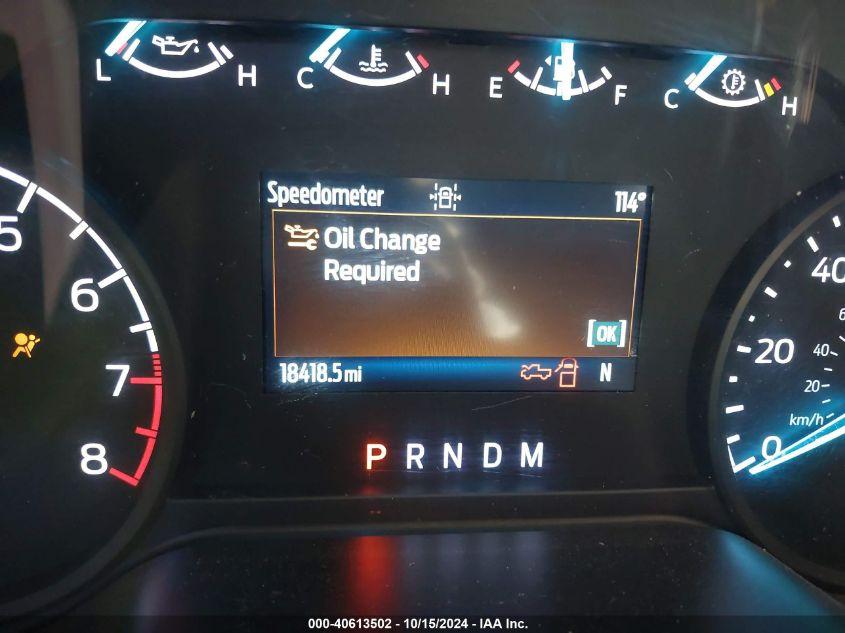 L H C H E F C H
Speedometer 114°
Oil Change
Required
[OK]
18418.5 mi N
P R N D M
5
6
7
8
40
20
0
6
40
20
km/h
000-40613502 - 10/15/2024 - IAA Inc.